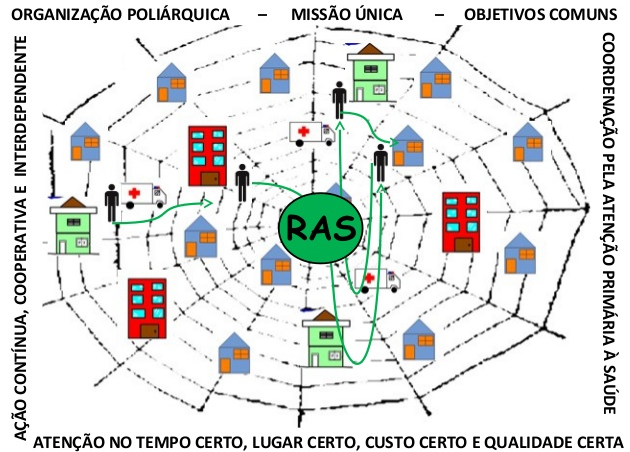 ORGANIZAÇÃO POLIÁRQUICA – MISSÃO ÚNICA – OBJETIVOS COMUNS
AÇÃO CONTÍNUA, COOPERATIVA E INTERDEPENDENTE
COORDENAÇÃO PELA ATENÇÃO PRIMÁRIA À SAÚDE
RAS
ATENÇÃO NO TEMPO CERTO, LUGAR CERTO, CUSTO CERTO E QUALIDADE CERTA